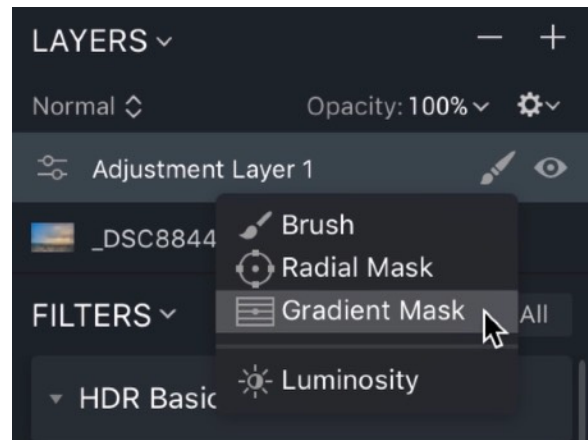 LAYERS
Normal Opacity: 100%
Adjustment Layer 1
_DSC8844
Brush
Radial Mask
Gradient Mask
Luminosity
FILTERS All
HDR Basic